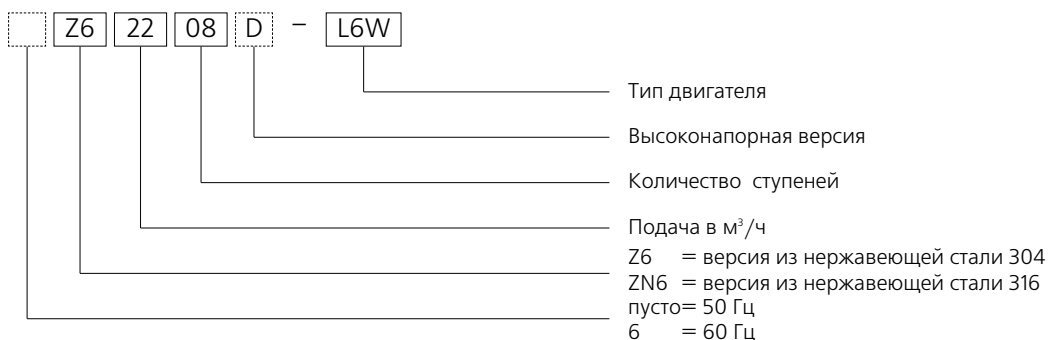 Z6 22 08 D – L6W
Тип двигателя
Высоконапорная версия
Количество ступеней
Подача в м³/ч
Z6 = версия из нержавеющей стали 304
ZN6 = версия из нержавеющей стали 316
пусто= 50 Гц
6 = 60 Гц